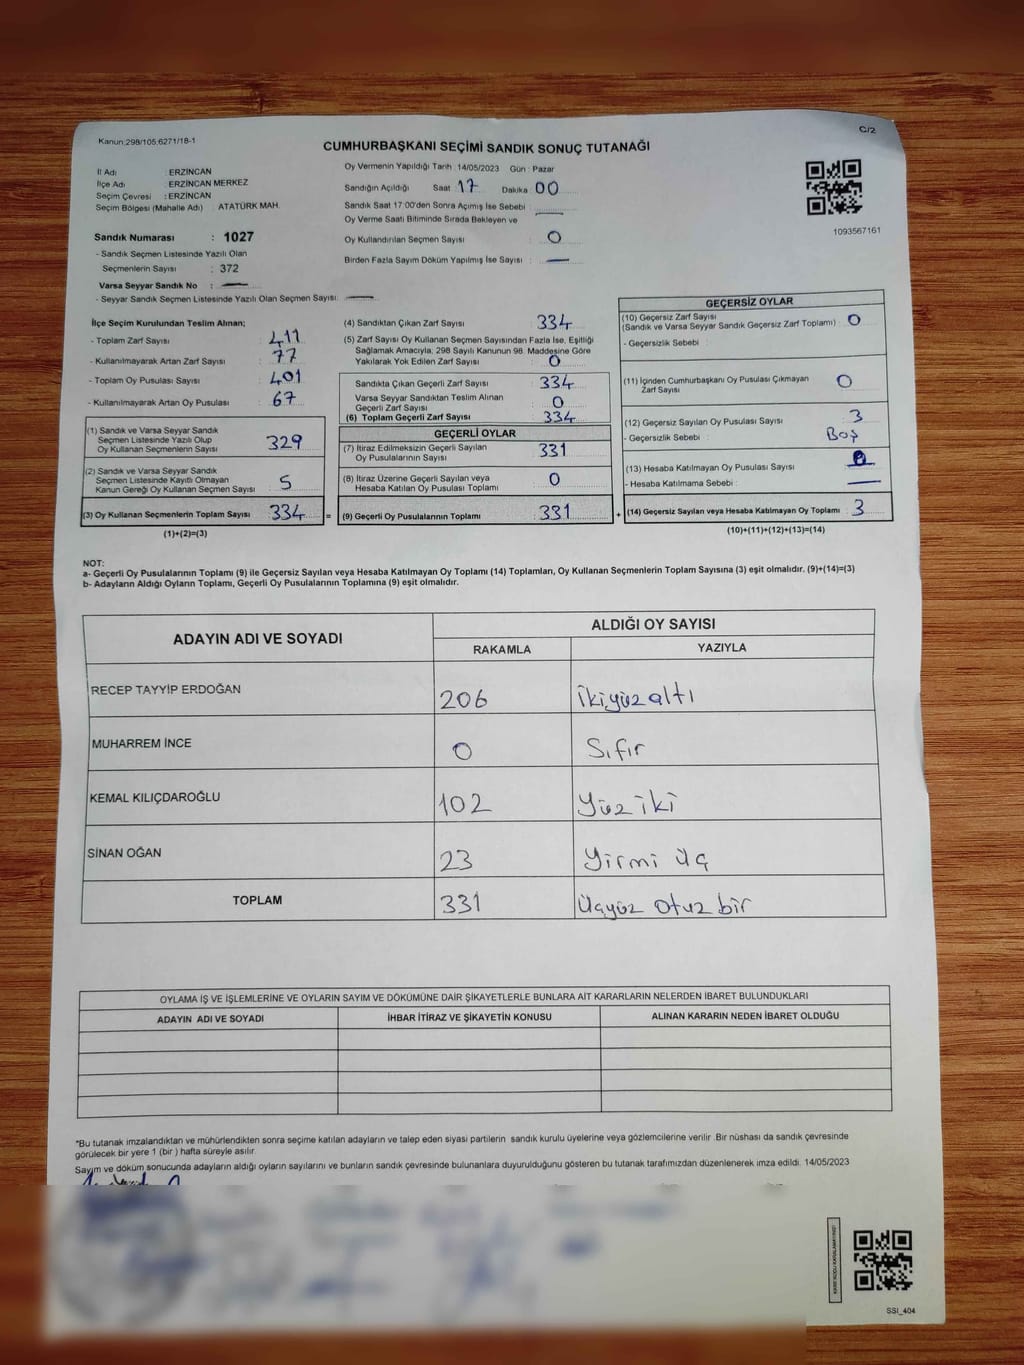 Kanun;298/105;6271/18-1
C/2
CUMHURBAŞKANI SEÇİMİ SANDIK SONUÇ TUTANAĞI
İl Adı : ERZİNCAN
İlçe Adı : ERZİNCAN MERKEZ
Seçim Çevresi : ERZİNCAN
Seçim Bölgesi (Mahalle Adı) : ATATÜRK MAH.
Sandık Numarası : 1027
- Sandık Seçmen Listesinde Yazılı Olan
Seçmenlerin Sayısı : 372
Varsa Seyyar Sandık No : —
- Seyyar Sandık Seçmen Listesinde Yazılı Olan Seçmen Sayısı : —
Oy Vermenin Yapıldığı Tarih : 14/05/2023 Gün : Pazar
Sandığın Açıldığı Saat 17 Dakika : 00
Sandık Saat 17:00'den Sonra Açımış İse Sebebi : —
Oy Verme Saati Bitiminde Sırada Bekleyen ve
Oy Kullandırılan Seçmen Sayısı : 0
Birden Fazla Sayım Döküm Yapılmış İse Sayısı : —
1093567161
İlçe Seçim Kurulundan Teslim Alınan;
- Toplam Zarf Sayısı : 411
- Kullanılmayarak Artan Zarf Sayısı : 77
- Toplam Oy Pusulası Sayısı : 401
- Kullanılmayarak Artan Oy Pusulası : 67
(1) Sandık ve Varsa Seyyar Sandık
Seçmen Listesinde Yazılı Olup
Oy Kullanan Seçmenlerin Sayısı : 329
(2) Sandık ve Varsa Seyyar Sandık
Seçmen Listesinde Kayıtlı Olmayan
Kanun Gereği Oy Kullanan Seçmen Sayısı : 5
(3) Oy Kullanan Seçmenlerin Toplam Sayısı : 334
(1)+(2)=(3)
(4) Sandıktan Çıkan Zarf Sayısı : 334
(5) Zarf Sayısı Oy Kullanan Seçmen Sayısından Fazla İse, Eşitliği
Sağlamak Amacıyla; 298 Sayılı Kanunun 98. Maddesine Göre
Yakılarak Yok Edilen Zarf Sayısı : 0
Sandıkta Çıkan Geçerli Zarf Sayısı : 334
Varsa Seyyar Sandıktan Teslim Alınan
Geçerli Zarf Sayısı : 0
(6) Toplam Geçerli Zarf Sayısı : 334
GEÇERLİ OYLAR
(7) İtiraz Edilmeksizin Geçerli Sayılan
Oy Pusulalarının Sayısı : 331
(8) İtiraz Üzerine Geçerli Sayılan veya
Hesaba Katılan Oy Pusulası Toplamı : 0
= (9) Geçerli Oy Pusulalarının Toplamı : 331
GEÇERSİZ OYLAR
(10) Geçersiz Zarf Sayısı
(Sandık ve Varsa Seyyar Sandık Geçersiz Zarf Toplamı) : 0
- Geçersizlik Sebebi :
(11) İçinden Cumhurbaşkanı Oy Pusulası Çıkmayan
Zarf Sayısı : 0
(12) Geçersiz Sayılan Oy Pusulası Sayısı : 3
- Geçersizlik Sebebi : Boş
(13) Hesaba Katılmayan Oy Pusulası Sayısı :
- Hesaba Katılmama Sebebi : —
+ (14) Geçersiz Sayılan veya Hesaba Katılmayan Oy Toplamı : 3
(10)+(11)+(12)+(13)=(14)
NOT:
a- Geçerli Oy Pusulalarının Toplamı (9) ile Geçersiz Sayılan veya Hesaba Katılmayan Oy Toplamı (14) Toplamları, Oy Kullanan Seçmenlerin Toplam Sayısına (3) eşit olmalıdır. (9)+(14)=(3)
b- Adayların Aldığı Oyların Toplamı, Geçerli Oy Pusulalarının Toplamına (9) eşit olmalıdır.
ADAYIN ADI VE SOYADI
ALDIĞI OY SAYISI
RAKAMLA YAZIYLA
RECEP TAYYİP ERDOĞAN 206 ikiyüzaltı
MUHARREM İNCE 0 Sıfır
KEMAL KILIÇDAROĞLU 102 Yüziki
SİNAN OĞAN 23 Yirmi üç
TOPLAM 331 Üçyüz otuz bir
OYLAMA İŞ VE İŞLEMLERİNE VE OYLARIN SAYIM VE DÖKÜMÜNE DAİR ŞİKAYETLERLE BUNLARA AİT KARARLARIN NELERDEN İBARET BULUNDUKLARI
ADAYIN ADI VE SOYADI İHBAR İTİRAZ VE ŞİKAYETİN KONUSU ALINAN KARARIN NEDEN İBARET OLDUĞU
*Bu tutanak imzalandıktan ve mühürlendikten sonra seçime katılan adayların ve talep eden siyasi partilerin sandık kurulu üyelerine veya gözlemcilerine verilir .Bir nüshası da sandık çevresinde
görülecek bir yere 1 (bir ) hafta süreyle asılır.
Sayım ve döküm sonucunda adayların aldığı oyların sayılarını ve bunların sandık çevresinde bulunanlara duyurulduğunu gösteren bu tutanak tarafımızdan düzenlenerek imza edildi. 14/05/2023
SSI_404